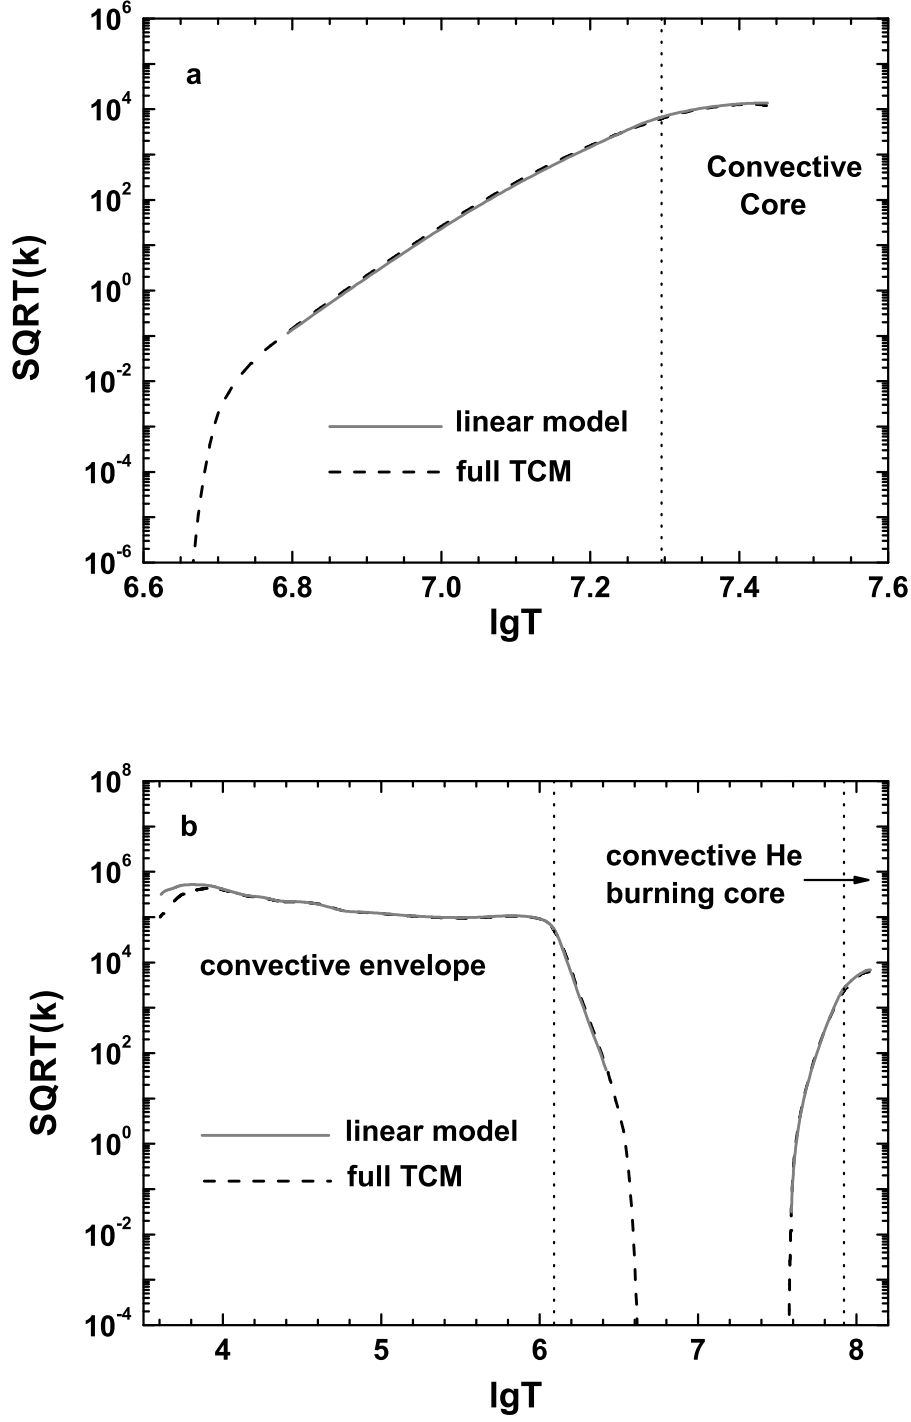 10^6
a
10^4
Convective
Core
10^2
10^0
10^-2
linear model
full TCM
10^-4
10^-6
SQRT(k)
6.6 6.8 7.0 7.2 7.4 7.6
lgT
10^8
b
10^6
convective He
burning core
convective envelope
10^4
10^2
linear model
10^0
full TCM
10^-2
10^-4
SQRT(k)
4 5 6 7 8
lgT